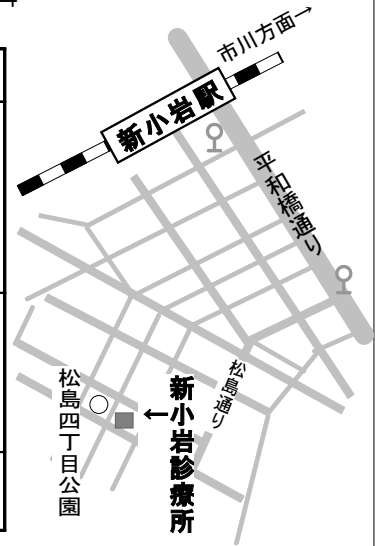 市川方面→
新小岩駅
平和橋通り
松島通り
←新小岩診療所
松島四丁目公園